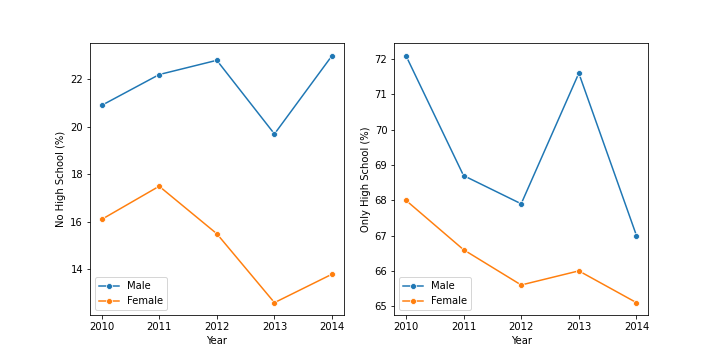 No High School (%)
22
20
18
16
14
2010 2011 2012 2013 2014
Year
Male
Female
Only High School (%)
72
71
70
69
68
67
66
65
2010 2011 2012 2013 2014
Year
Male
Female